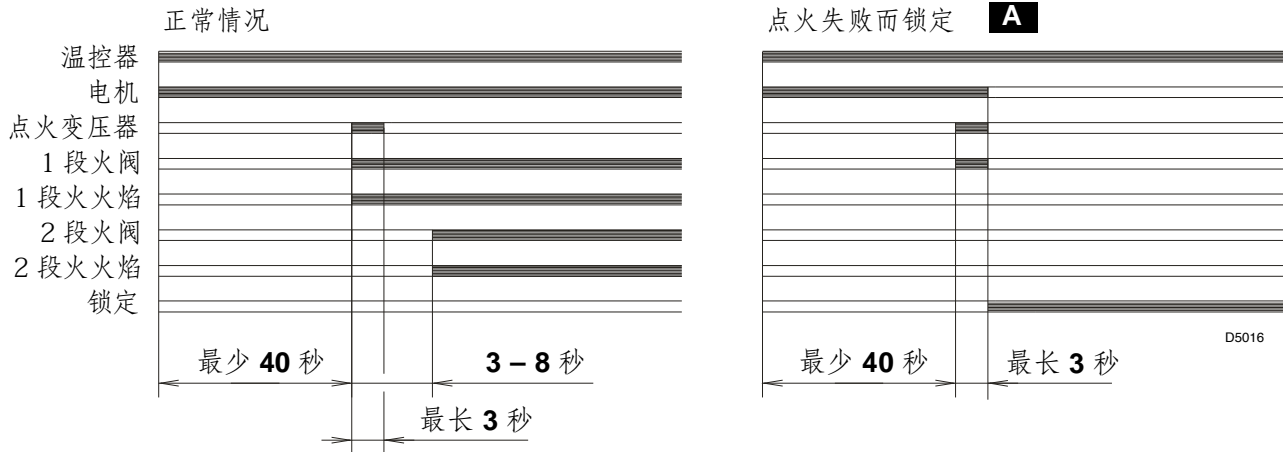 正常情况
点火失败而锁定 A
温控器
电机
点火变压器
1 段火阀
1 段火火焰
2 段火阀
2 段火火焰
锁定
D5016
最少 40 秒
3 – 8 秒
最少 40 秒
最长 3 秒
最长 3 秒